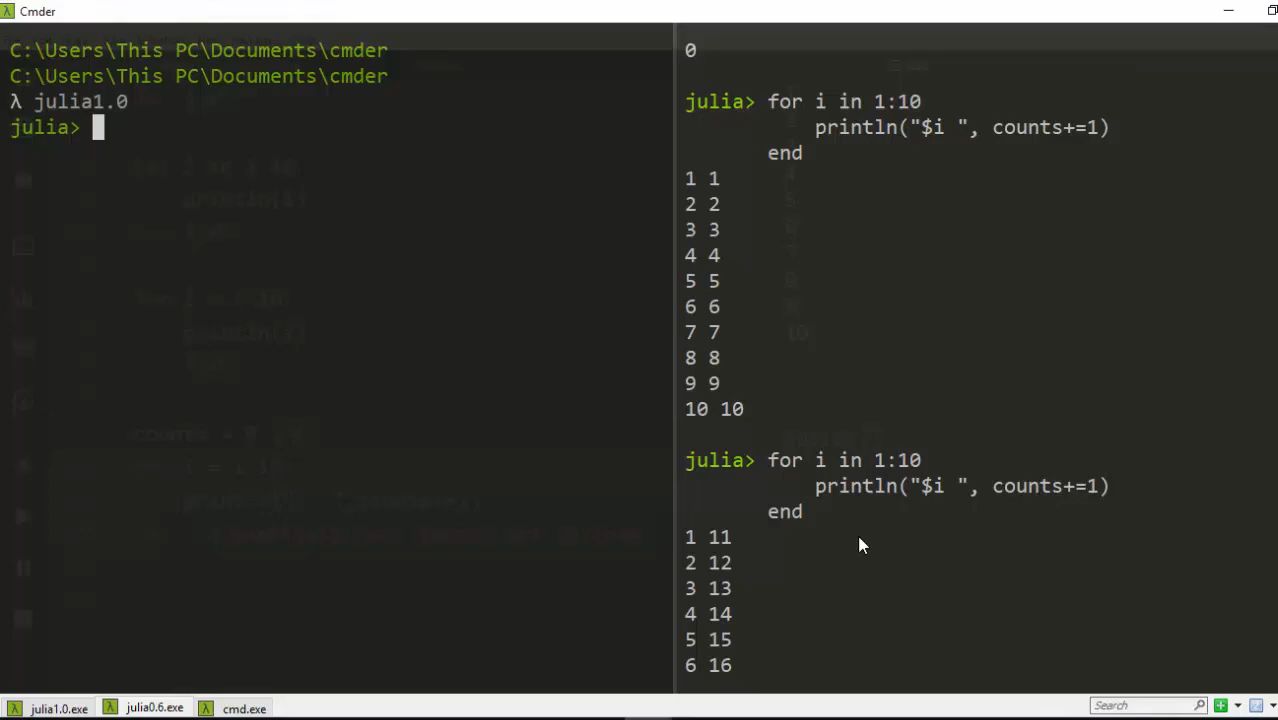 Cmder
C:\Users\This PC\Documents\cmder
C:\Users\This PC\Documents\cmder
λ julia1.0
julia>
0
julia> for i in 1:10
println("$i ", counts+=1)
end
1 1
2 2
3 3
4 4
5 5
6 6
7 7
8 8
9 9
10 10
julia> for i in 1:10
println("$i ", counts+=1)
end
1 11
2 12
3 13
4 14
5 15
6 16
julia1.0.exe
julia0.6.exe
cmd.exe
Search